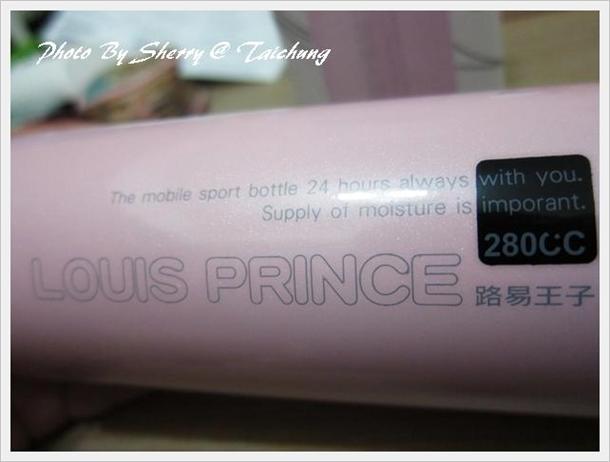 Photo By Sherry @ Taichung
The mobile sport bottle 24 hours always with you.
Supply of moisture is imporant.
280CC
LOUIS PRINCE 路易王子